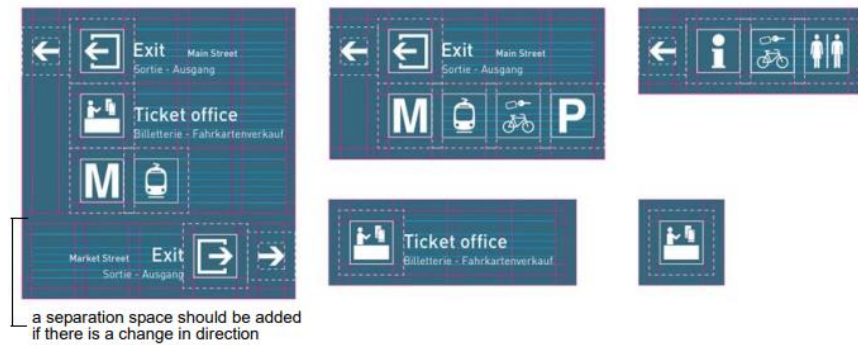 Exit Main Street
Sortie - Ausgang
Ticket office
Billetterie - Fahrkartenverkauf
M
Market Street Exit
Sortie - Ausgang
a separation space should be added
if there is a change in direction
Exit Main Street
Sortie - Ausgang
M P
Ticket office
Billetterie - Fahrkartenverkauf
i